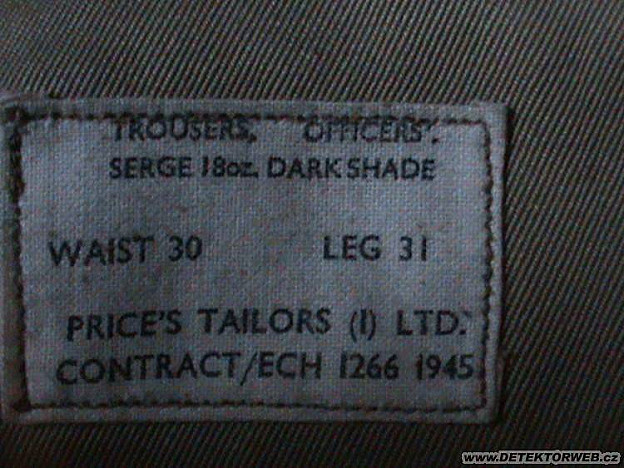 TROUSERS, OFFICERS',
SERGE 18oz. DARK SHADE
WAIST 30 LEG 31
PRICE'S TAILORS (I) LTD.
CONTRACT/ECH 1266 1945
www.DETEKTORWEB.cz